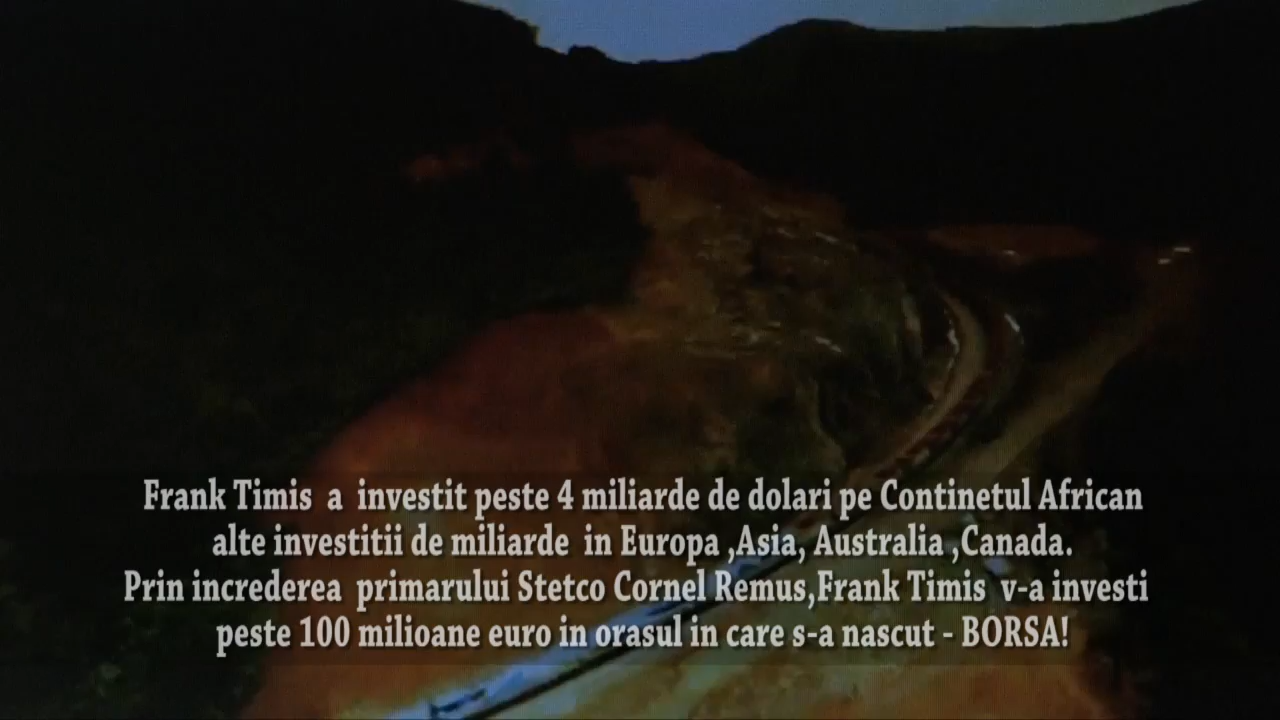 Frank Timis a investit peste 4 miliarde de dolari pe Continetul African
alte investitii de miliarde in Europa ,Asia, Australia ,Canada.
Prin increderea primarului Stetco Cornel Remus,Frank Timis v-a investi
peste 100 milioane euro in orasul in care s-a nascut - BORSA!